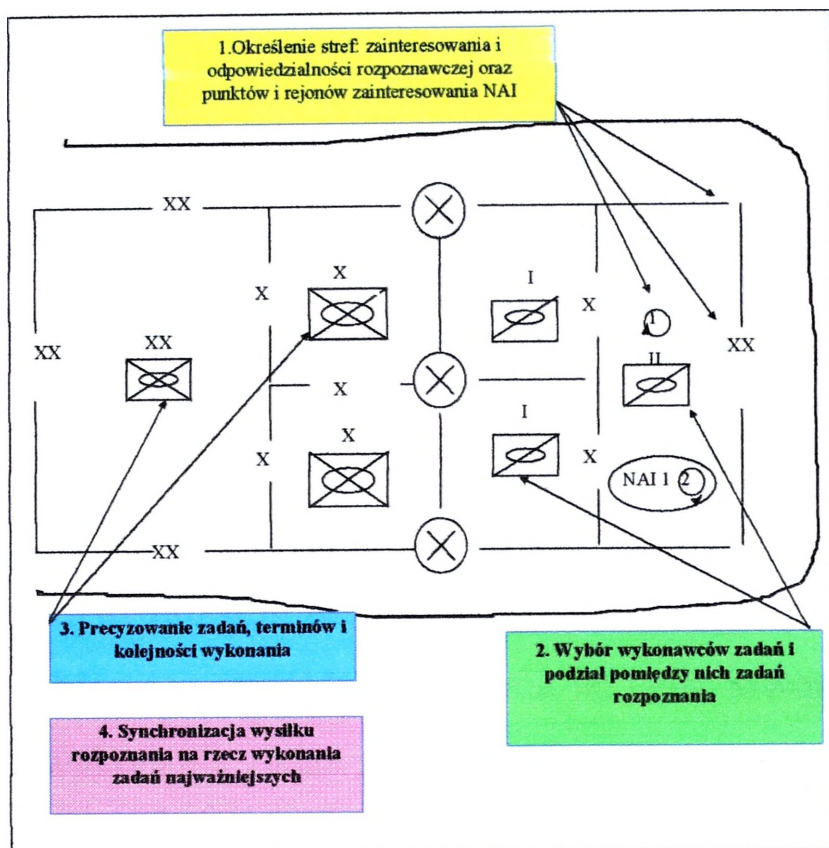 1.Określenie stref: zainteresowania i
odpowiedzialności rozpoznawczej oraz
punktów i rejonów zainteresowania NAI
XX
X
I
X
X
XX
XX
1
XX
II
X
I
X
X
X
NAI 1 2
XX
3. Precyzowanie zadań, terminów i
kolejności wykonania
2. Wybór wykonawców zadań i
podział pomiędzy nich zadań
rozpoznania
4. Synchronizacja wysiłku
rozpoznania na rzecz wykonania
zadań najważniejszych